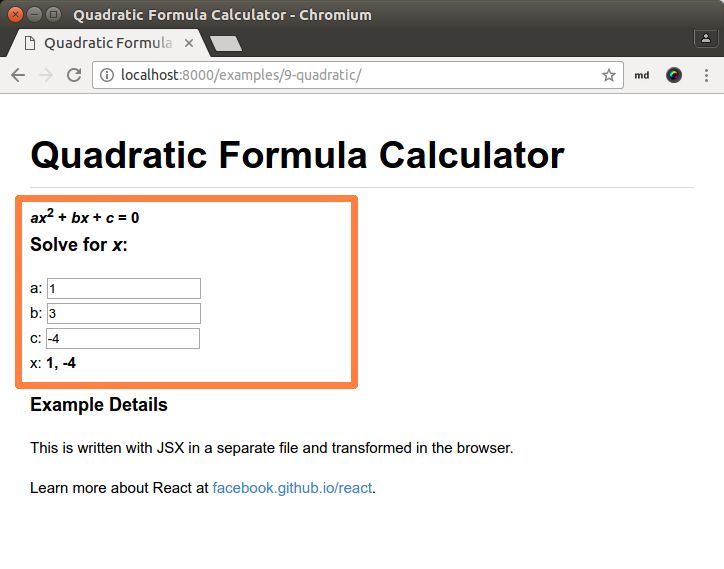 Quadratic Formula Calculator - Chromium
Quadratic Formula
localhost:8000/examples/9-quadratic/
md
Quadratic Formula Calculator
ax² + bx + c = 0
Solve for x:
a: 1
b: 3
c: -4
x: 1, -4
Example Details
This is written with JSX in a separate file and transformed in the browser.
Learn more about React at facebook.github.io/react.